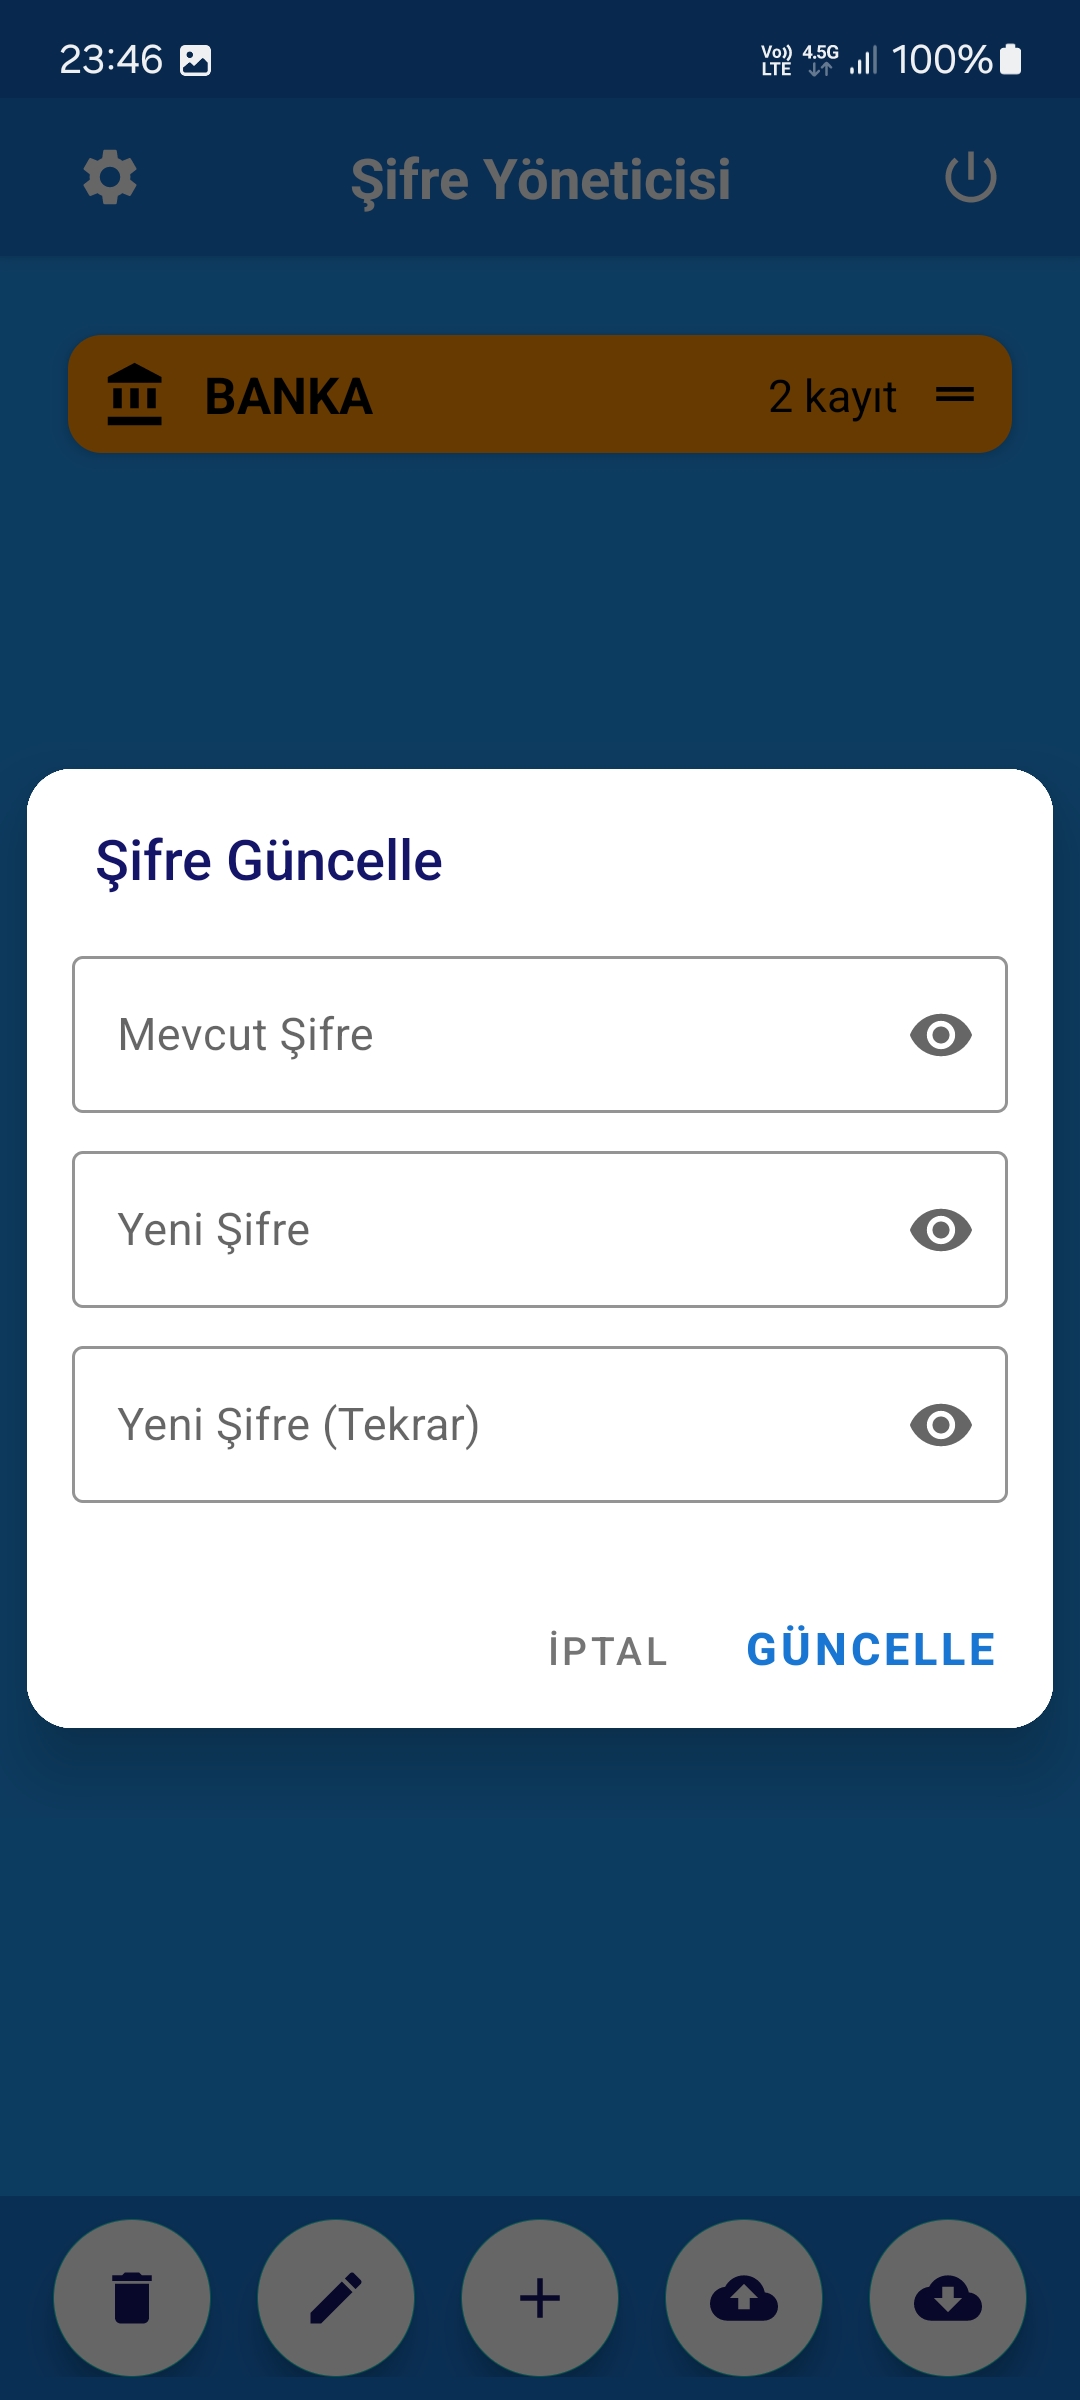 23:46 Vo)) LTE 4.5G 100%
Şifre Yöneticisi
BANKA 2 kayıt
Şifre Güncelle
Mevcut Şifre
Yeni Şifre
Yeni Şifre (Tekrar)
İPTAL GÜNCELLE